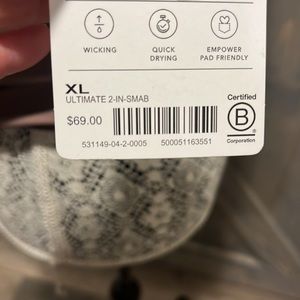 WICKING
QUICK
DRYING
EMPOWER
PAD FRIENDLY
XL
ULTIMATE 2-IN-SMAB
$69.00
531149-04-2-0005 500051163551
Certified
B
®
Corporation